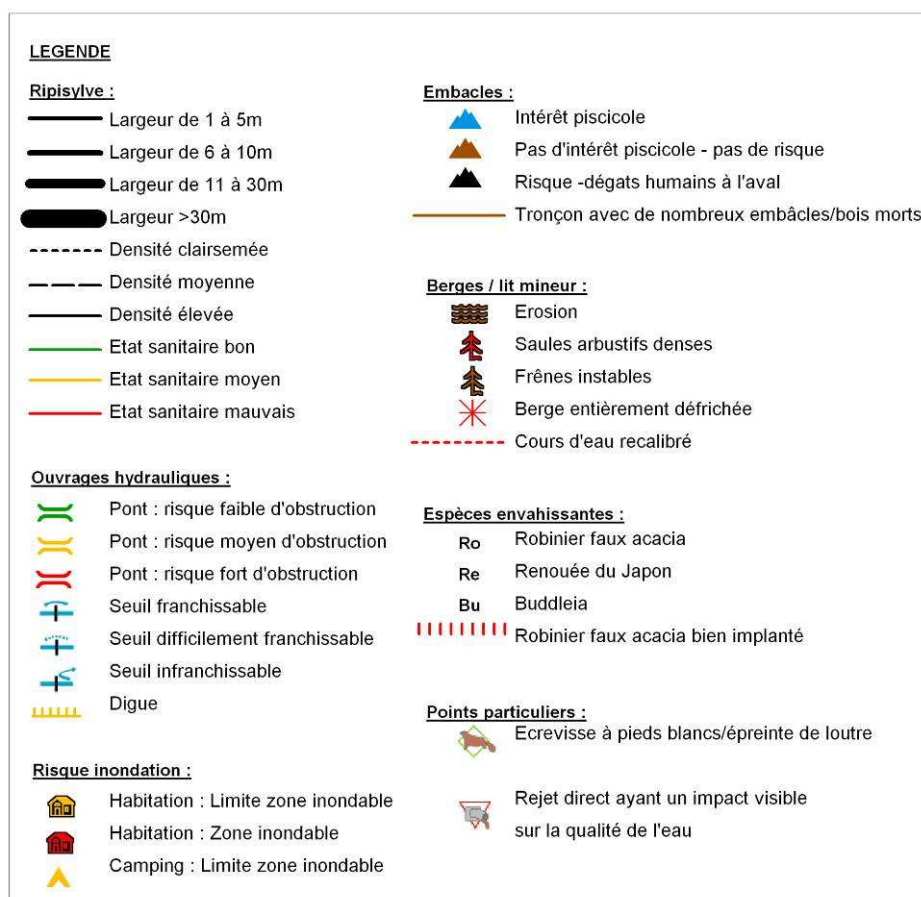 LEGENDE
Ripisylve :
Largeur de 1 à 5m
Largeur de 6 à 10m
Largeur de 11 à 30m
Largeur >30m
Densité clairsemée
Densité moyenne
Densité élevée
Etat sanitaire bon
Etat sanitaire moyen
Etat sanitaire mauvais
Ouvrages hydrauliques :
Pont : risque faible d'obstruction
Pont : risque moyen d'obstruction
Pont : risque fort d'obstruction
Seuil franchissable
Seuil difficilement franchissable
Seuil infranchissable
Digue
Risque inondation :
Habitation : Limite zone inondable
Habitation : Zone inondable
Camping : Limite zone inondable
Embacles :
Intérêt piscicole
Pas d'intérêt piscicole - pas de risque
Risque -dégats humains à l'aval
Tronçon avec de nombreux embâcles/bois morts
Berges / lit mineur :
Erosion
Saules arbustifs denses
Frênes instables
Berge entièrement défrichée
Cours d'eau recalibré
Espèces envahissantes :
Ro Robinier faux acacia
Re Renouée du Japon
Bu Buddleia
Robinier faux acacia bien implanté
Points particuliers :
Ecrevisse à pieds blancs/épreinte de loutre
Rejet direct ayant un impact visible
sur la qualité de l'eau